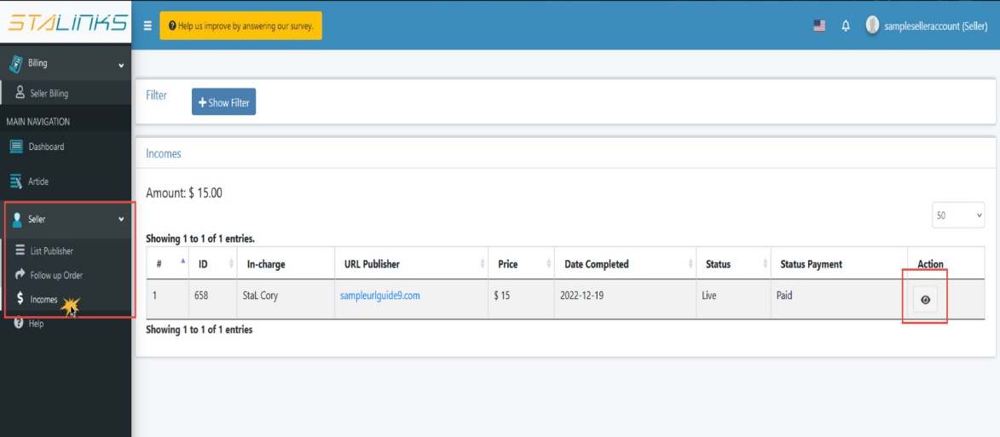 STALINKS
Help us improve by answering our survey.
sampleselleraccount (Seller)
Billing
Seller Billing
MAIN NAVIGATION
Dashboard
Article
Seller
List Publisher
Follow up Order
$ Incomes
Help
Filter
+ Show Filter
Incomes
Amount: $ 15.00
50
Showing 1 to 1 of 1 entries.
# ID In-charge URL Publisher Price Date Completed Status Status Payment Action
1 658 StaL Cory sampleurlguide9.com $ 15 2022-12-19 Live Paid
Showing 1 to 1 of 1 entries